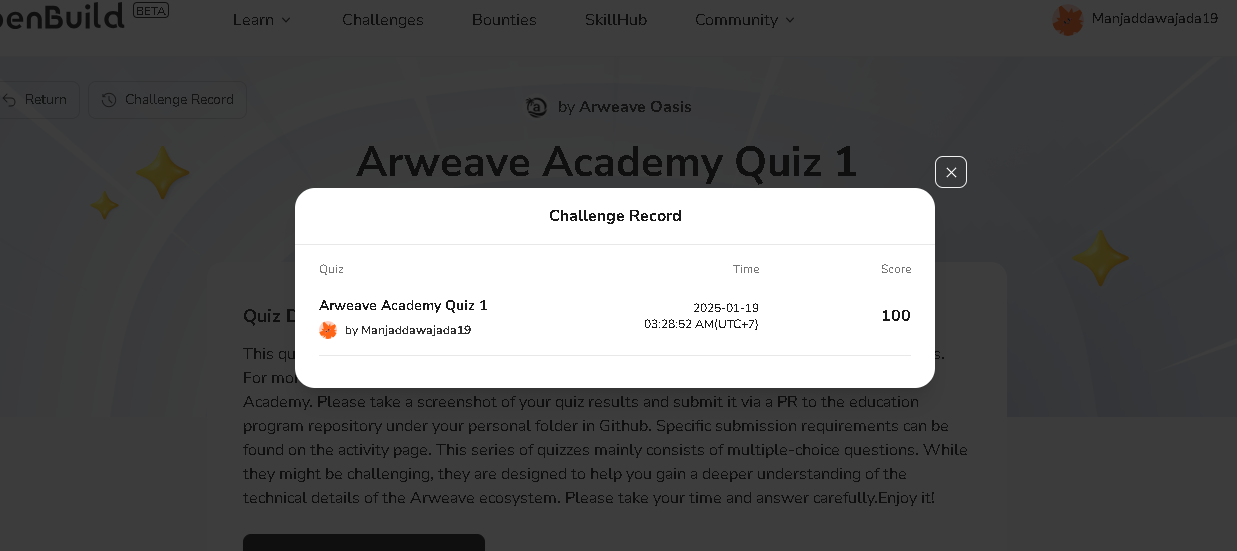 enBuild BETA Learn Challenges Bounties SkillHub Community Manjaddawajada19
Return Challenge Record
by Arweave Oasis
Arweave Academy Quiz 1
Challenge Record
Quiz Time Score
Arweave Academy Quiz 1
by Manjaddawajada19
2025-01-19
03:28:52 AM(UTC+7)
100
Quiz D
This qu
s.
For mo
Academy. Please take a screenshot of your quiz results and submit it via a PR to the education
program repository under your personal folder in Github. Specific submission requirements can be
found on the activity page. This series of quizzes mainly consists of multiple-choice questions. While
they might be challenging, they are designed to help you gain a deeper understanding of the
technical details of the Arweave ecosystem. Please take your time and answer carefully.Enjoy it!